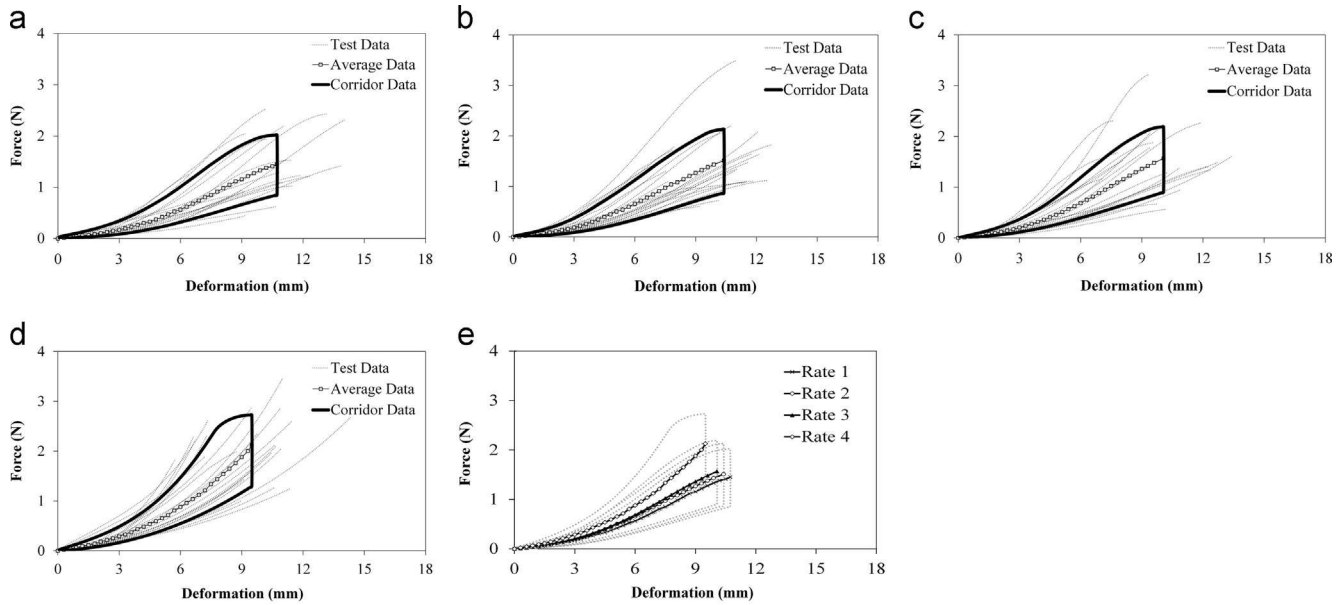 a
4
3
2
1
0
Force (N)
Test Data
Average Data
Corridor Data
0 3 6 9 12 15 18
Deformation (mm)
b
4
3
2
1
0
Force (N)
Test Data
Average Data
Corridor Data
0 3 6 9 12 15 18
Deformation (mm)
c
4
3
2
1
0
Force (N)
Test Data
Average Data
Corridor Data
0 3 6 9 12 15 18
Deformation (mm)
d
4
3
2
1
0
Force (N)
Test Data
Average Data
Corridor Data
0 3 6 9 12 15 18
Deformation (mm)
e
4
3
2
1
0
Force (N)
Rate 1
Rate 2
Rate 3
Rate 4
0 3 6 9 12 15 18
Deformation (mm)